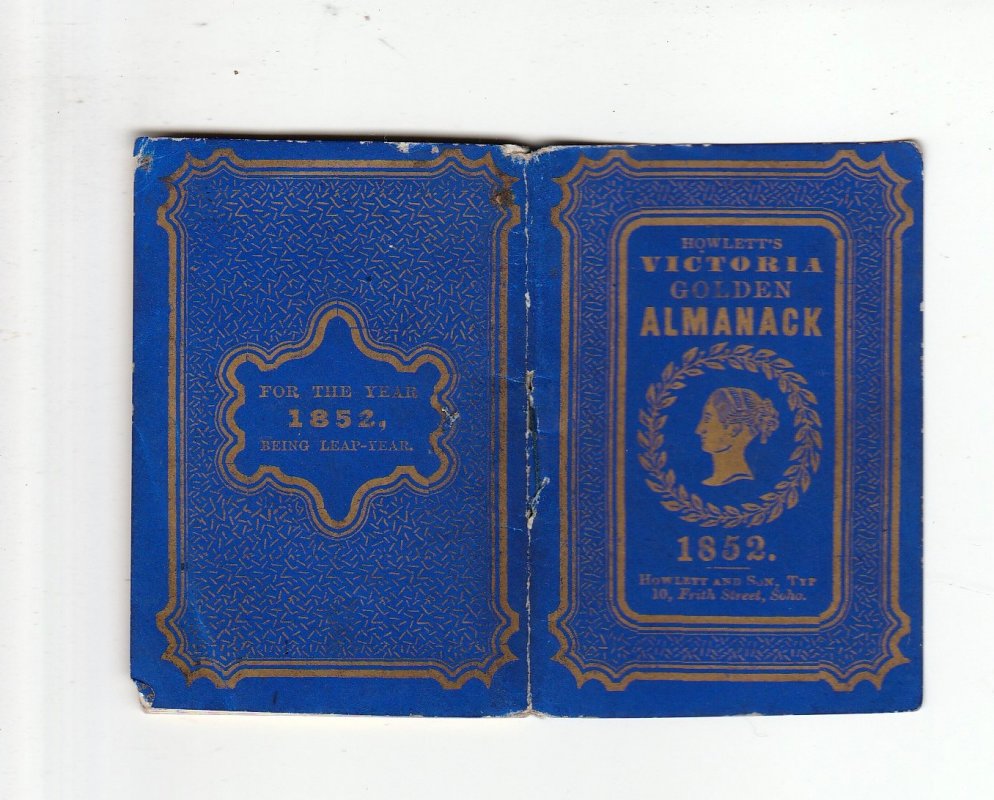 FOR THE YEAR
1852,
BEING LEAP-YEAR.
HOWLETT'S
VICTORIA
GOLDEN
ALMANACK
1852.
HOWLETT AND SON, TYP
10, Frith Street, Soho.